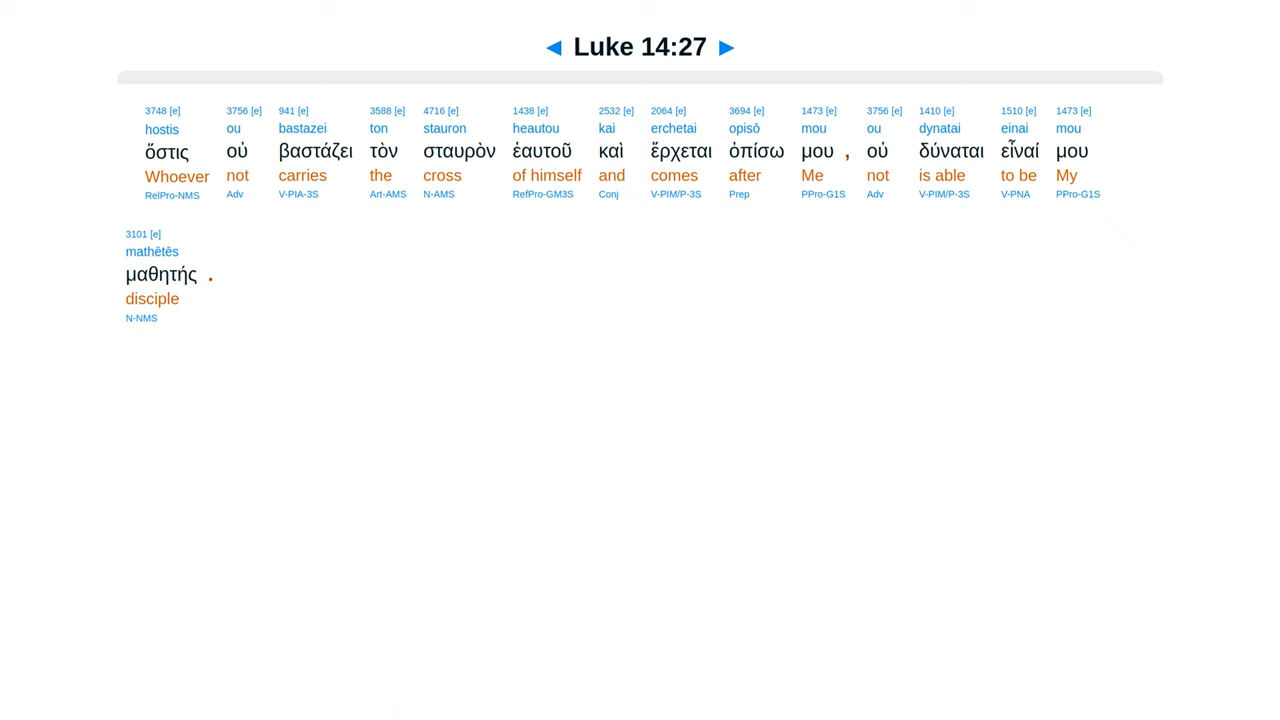 ◄ Luke 14:27 ►
3748 [e] 3756 [e] 941 [e] 3588 [e] 4716 [e] 1438 [e] 2532 [e] 2064 [e] 3694 [e] 1473 [e] 3756 [e] 1410 [e] 1510 [e] 1473 [e]
hostis ou bastazei ton stauron heautou kai erchetai opisō mou ou dynatai einai mou
ὅστις οὐ βαστάζει τὸν σταυρὸν ἑαυτοῦ καὶ ἔρχεται ὀπίσω μου , οὐ δύναται εἶναί μου
Whoever not carries the cross of himself and comes after Me not is able to be My
RelPro-NMS Adv V-PIA-3S Art-AMS N-AMS RefPro-GM3S Conj V-PIM/P-3S Prep PPro-G1S Adv V-PIM/P-3S V-PNA PPro-G1S
3101 [e]
mathētēs
μαθητής .
disciple
N-NMS